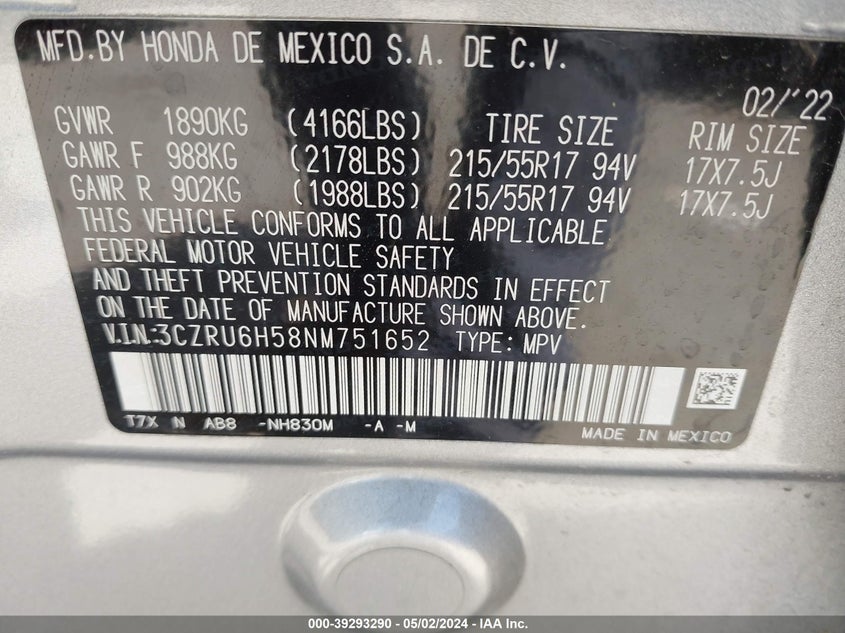 MFD.BY HONDA DE MEXICO S.A. DE C.V.
02/'22
GVWR 1890KG (4166LBS) TIRE SIZE RIM SIZE
GAWR F 988KG (2178LBS) 215/55R17 94V 17X7.5J
GAWR R 902KG (1988LBS) 215/55R17 94V 17X7.5J
THIS VEHICLE CONFORMS TO ALL APPLICABLE
FEDERAL MOTOR VEHICLE SAFETY
AND THEFT PREVENTION STANDARDS IN EFFECT
ON THE DATE OF MANUFACTURE SHOWN ABOVE.
V.I.N.:3CZRU6H58NM751652 TYPE: MPV
T7X N AB8 -NH830M -A -M
MADE IN MEXICO
000-39293290 - 05/02/2024 - IAA Inc.